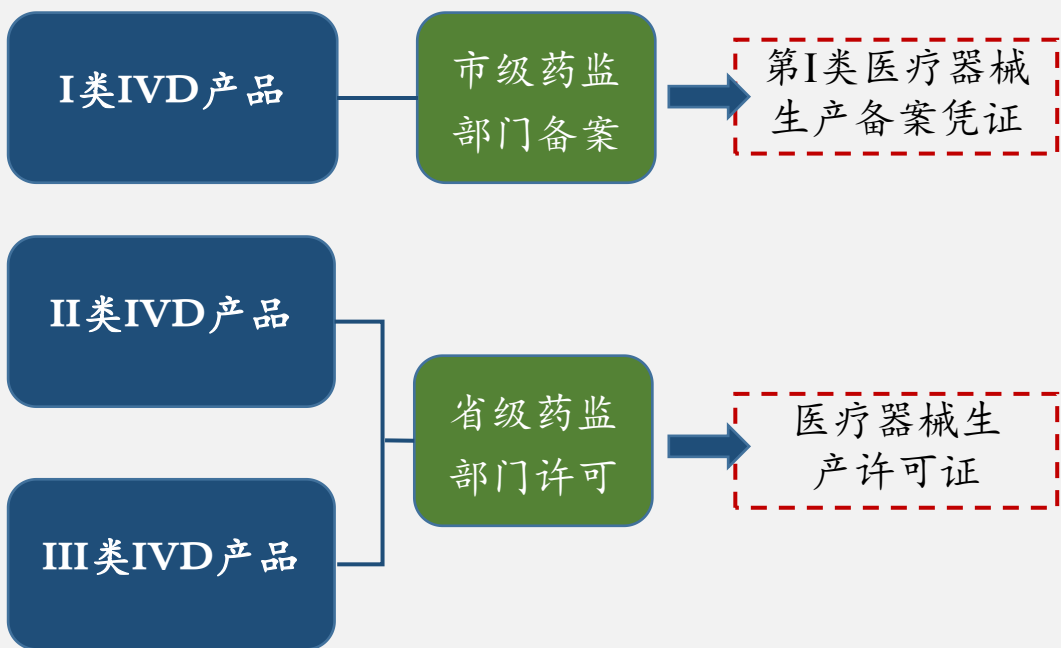 I类IVD产品
市级药监
部门备案
第I类医疗器械
生产备案凭证
II类IVD产品
III类IVD产品
省级药监
部门许可
医疗器械生
产许可证